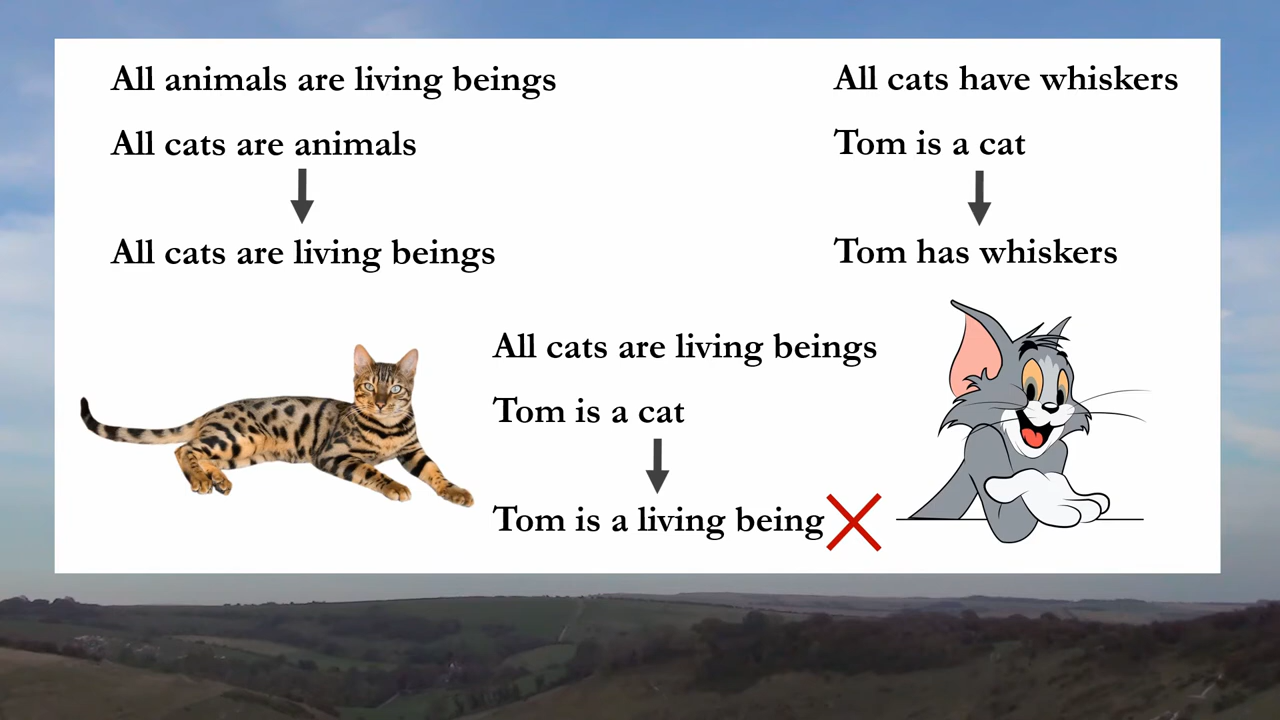 All animals are living beings
All cats are animals
All cats are living beings
All cats have whiskers
Tom is a cat
Tom has whiskers
All cats are living beings
Tom is a cat
Tom is a living being